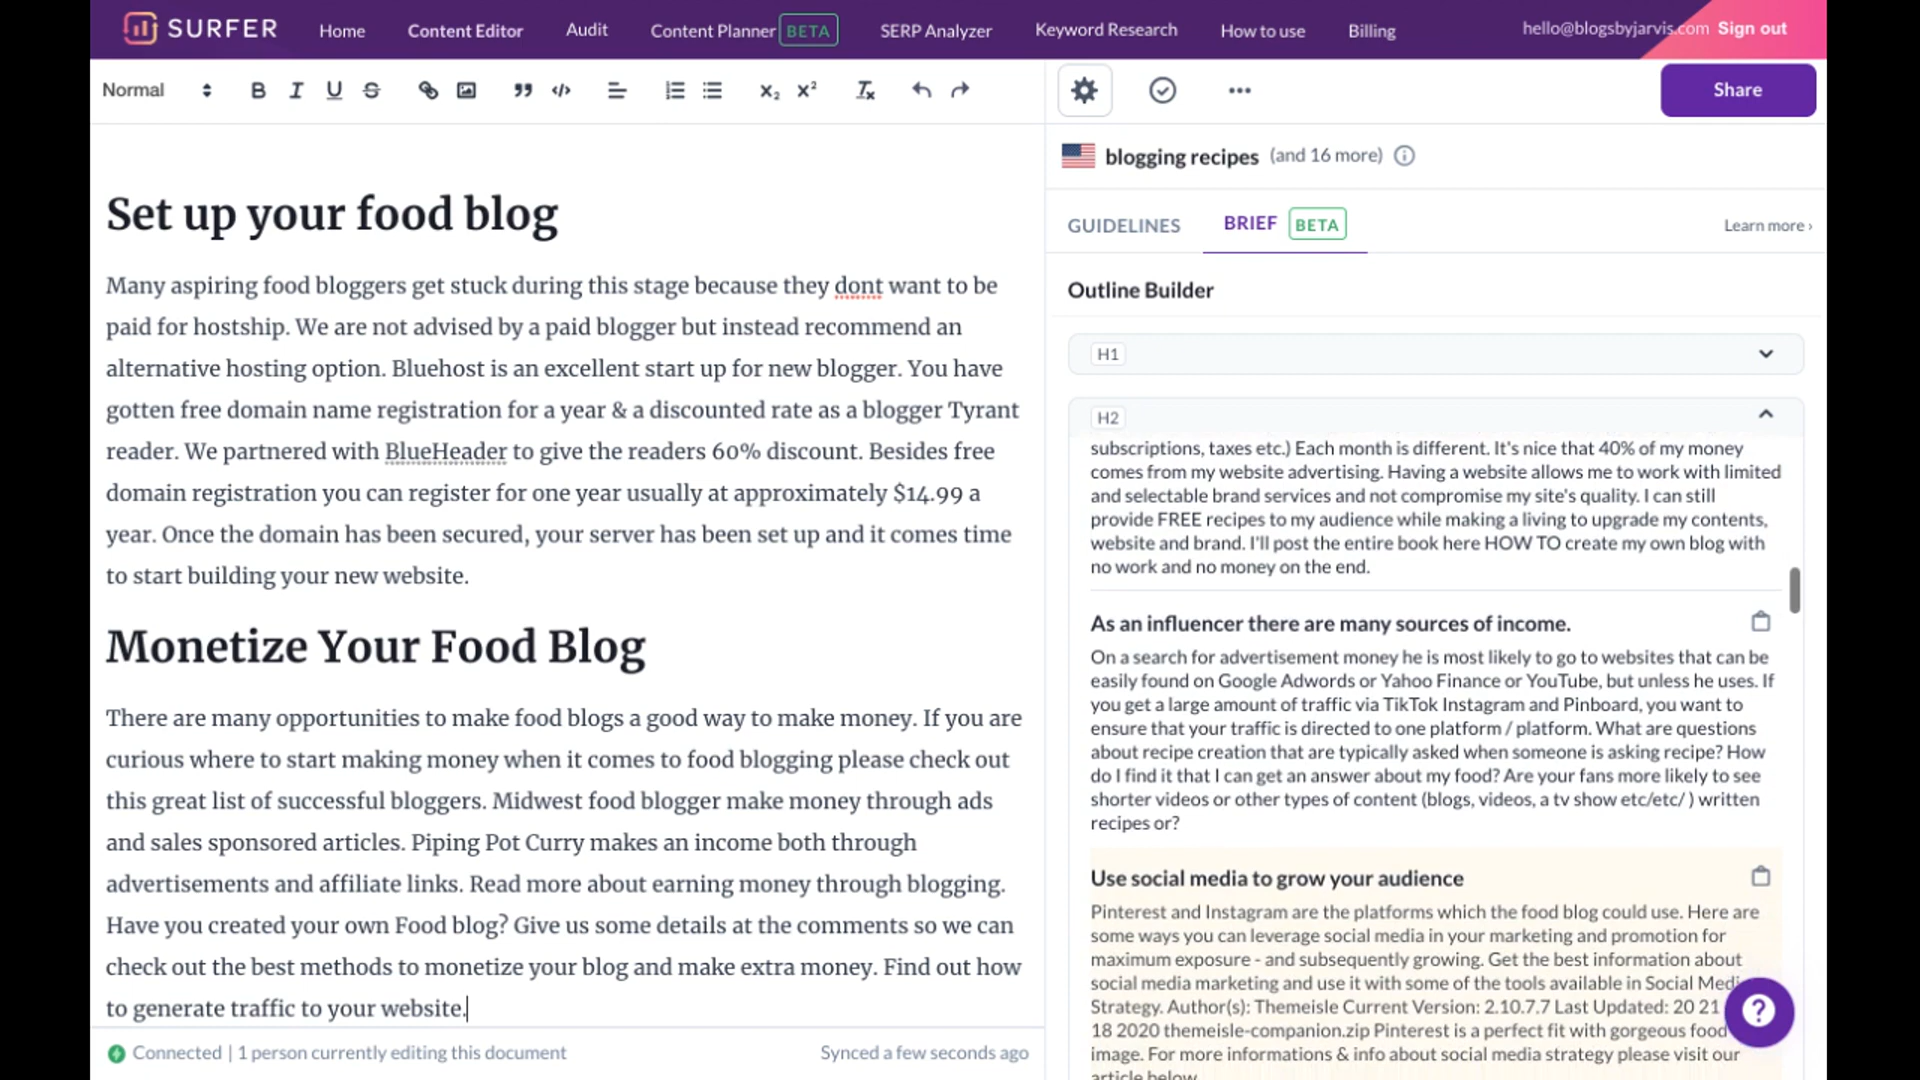 SURFER Home Content Editor Audit Content Planner BETA SERP Analyzer Keyword Research How to use Billing hello@blogsbyjarvis.com Sign out
Normal B I U S X₂ X² Tx Share
blogging recipes (and 16 more)
GUIDELINES BRIEF BETA Learn more ›
Set up your food blog
Many aspiring food bloggers get stuck during this stage because they dont want to be
paid for hostship. We are not advised by a paid blogger but instead recommend an
alternative hosting option. Bluehost is an excellent start up for new blogger. You have
gotten free domain name registration for a year & a discounted rate as a blogger Tyrant
reader. We partnered with BlueHeader to give the readers 60% discount. Besides free
domain registration you can register for one year usually at approximately $14.99 a
year. Once the domain has been secured, your server has been set up and it comes time
to start building your new website.
Monetize Your Food Blog
There are many opportunities to make food blogs a good way to make money. If you are
curious where to start making money when it comes to food blogging please check out
this great list of successful bloggers. Midwest food blogger make money through ads
and sales sponsored articles. Piping Pot Curry makes an income both through
advertisements and affiliate links. Read more about earning money through blogging.
Have you created your own Food blog? Give us some details at the comments so we can
check out the best methods to monetize your blog and make extra money. Find out how
to generate traffic to your website.
Connected | 1 person currently editing this document Synced a few seconds ago
Outline Builder
H1
H2
subscriptions, taxes etc.) Each month is different. It's nice that 40% of my money
comes from my website advertising. Having a website allows me to work with limited
and selectable brand services and not compromise my site's quality. I can still
provide FREE recipes to my audience while making a living to upgrade my contents,
website and brand. I'll post the entire book here HOW TO create my own blog with
no work and no money on the end.
As an influencer there are many sources of income.
On a search for advertisement money he is most likely to go to websites that can be
easily found on Google Adwords or Yahoo Finance or YouTube, but unless he uses. If
you get a large amount of traffic via TikTok Instagram and Pinboard, you want to
ensure that your traffic is directed to one platform / platform. What are questions
about recipe creation that are typically asked when someone is asking recipe? How
do I find it that I can get an answer about my food? Are your fans more likely to see
shorter videos or other types of content (blogs, videos, a tv show etc/etc/ ) written
recipes or?
Use social media to grow your audience
Pinterest and Instagram are the platforms which the food blog could use. Here are
some ways you can leverage social media in your marketing and promotion for
maximum exposure - and subsequently growing. Get the best information about
social media marketing and use it with some of the tools available in Social
Strategy. Author(s): Themeisle Current Version: 2.10.7.7 Last Updated: 20 21
18 2020 themeisle-companion.zip Pinterest is a perfect fit with gorgeous food
image. For more informations & info about social media strategy please visit our
article below